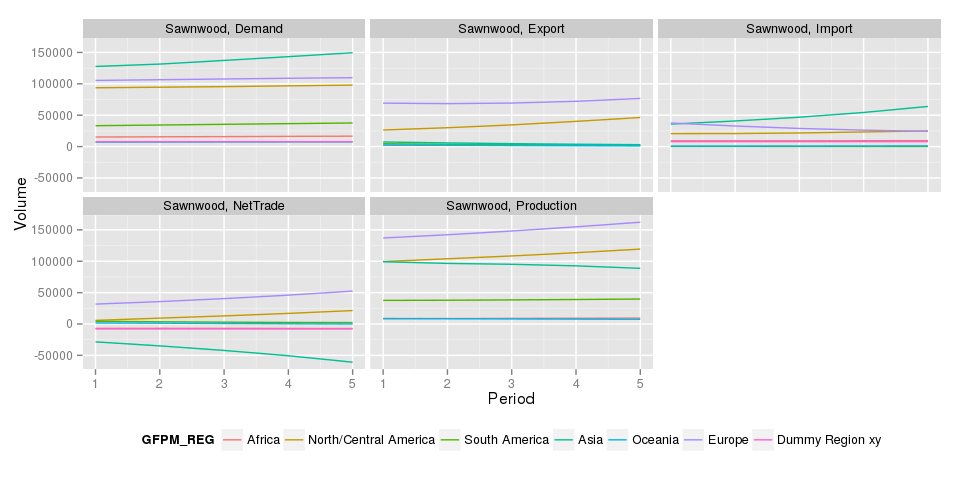 Sawnwood, Demand
Sawnwood, Export
Sawnwood, Import
150000
100000
50000
0
-50000
Volume
Sawnwood, NetTrade
Sawnwood, Production
150000
100000
50000
0
-50000
1 2 3 4 5
1 2 3 4 5
Period
GFPM_REG Africa North/Central America South America Asia Oceania Europe Dummy Region xy